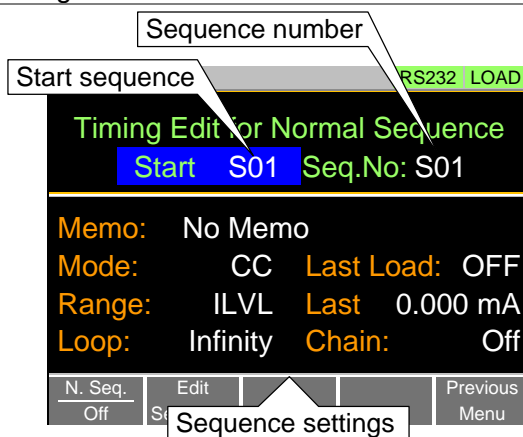 Sequence number
Start sequence
RS232 LOAD
Timing Edit for Normal Sequence
Start S01 Seq.No: S01
Memo: No Memo
Mode: CC Last Load: OFF
Range: ILVL Last 0.000 mA
Loop: Infinity Chain: Off
N. Seq. Edit Previous
Off Menu
Sequence settings